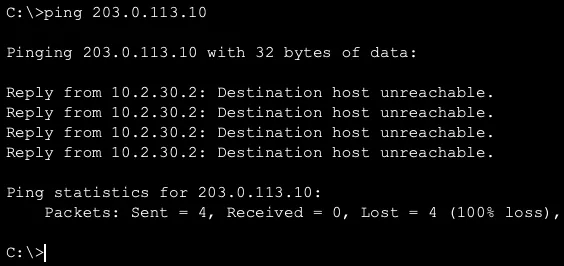 C:\>ping 203.0.113.10
Pinging 203.0.113.10 with 32 bytes of data:
Reply from 10.2.30.2: Destination host unreachable.
Reply from 10.2.30.2: Destination host unreachable.
Reply from 10.2.30.2: Destination host unreachable.
Reply from 10.2.30.2: Destination host unreachable.
Ping statistics for 203.0.113.10:
    Packets: Sent = 4, Received = 0, Lost = 4 (100% loss),
C:\>